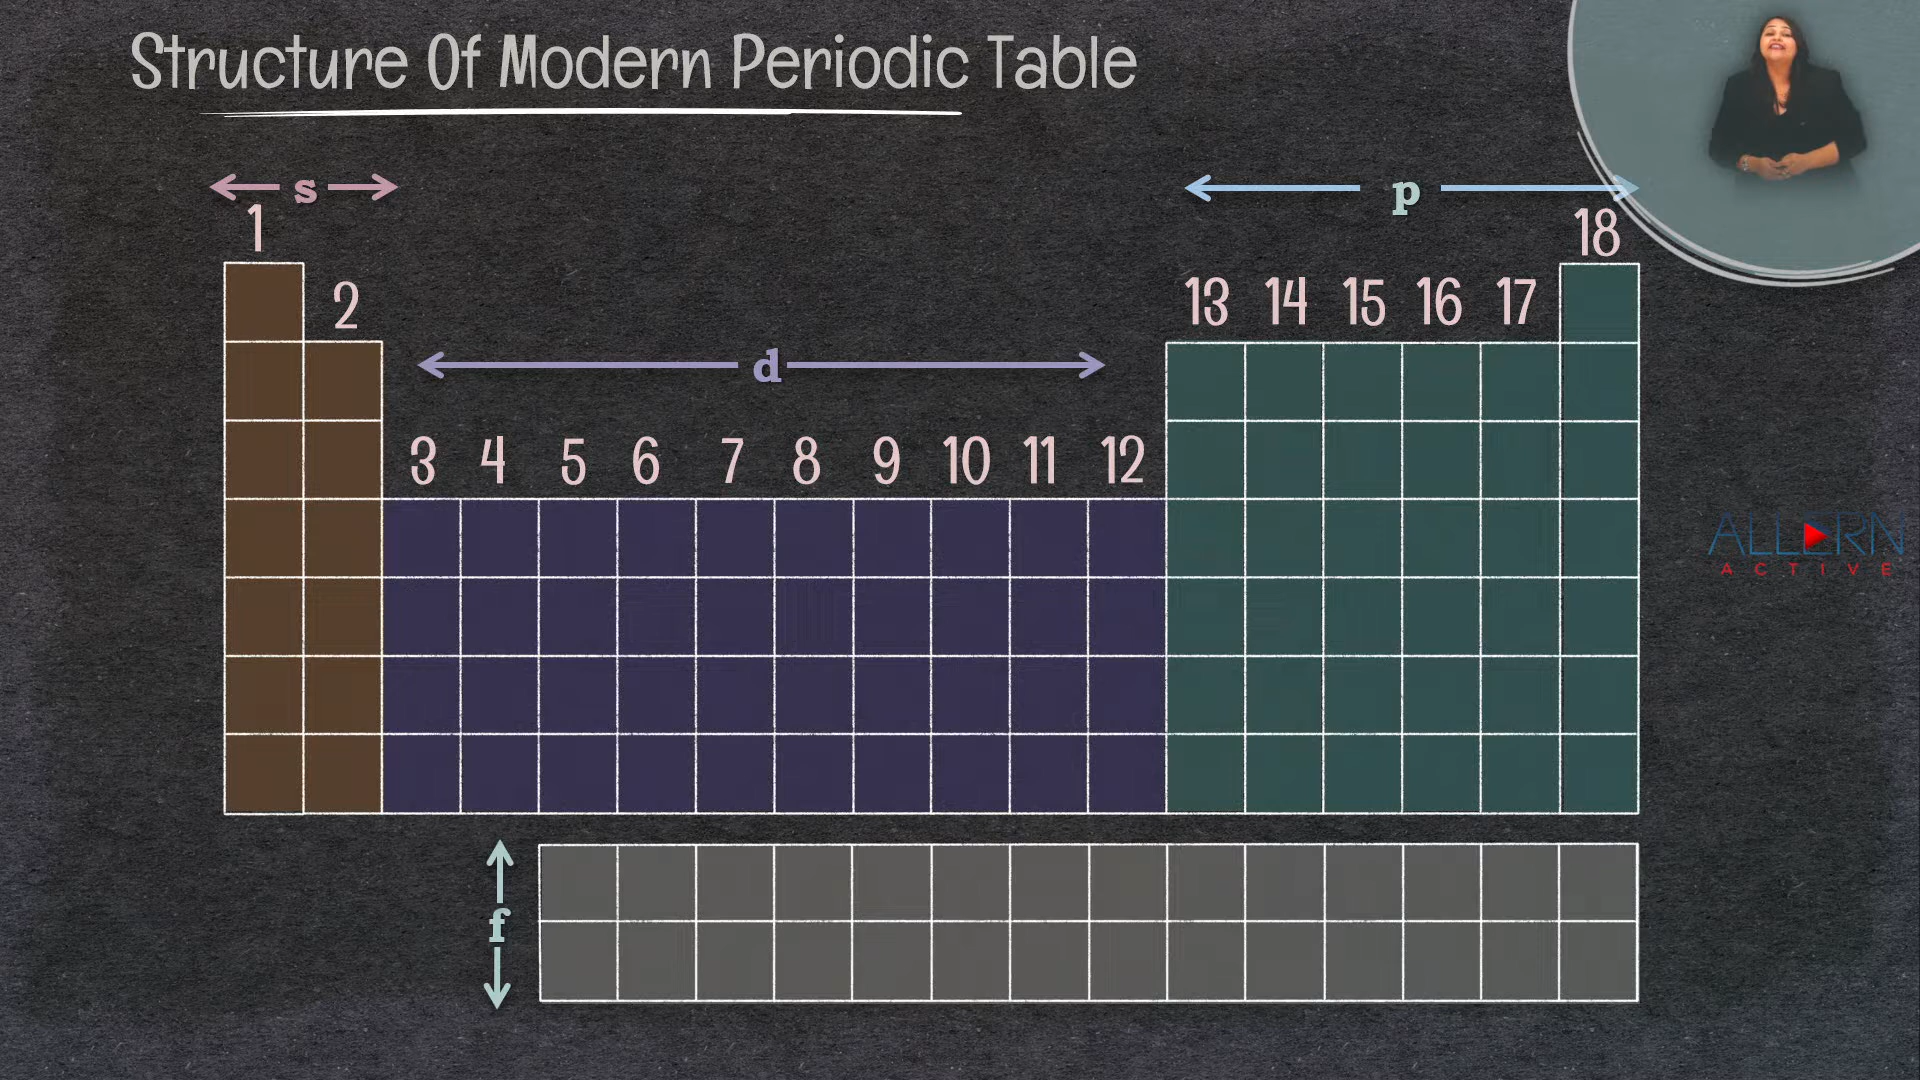 Structure Of Modern Periodic Table
s
p
1
18
2
13 14 15 16 17
d
3 4 5 6 7 8 9 10 11 12
ALLERN
ACTIVE
f